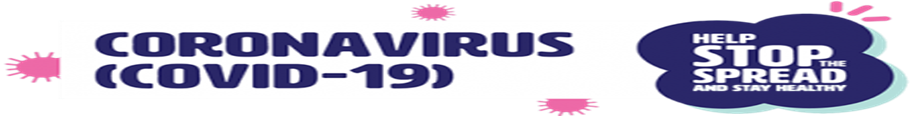 CORONAVIRUS
(COVID-19)
HELP
STOP THE
SPREAD
AND STAY HEALTHY